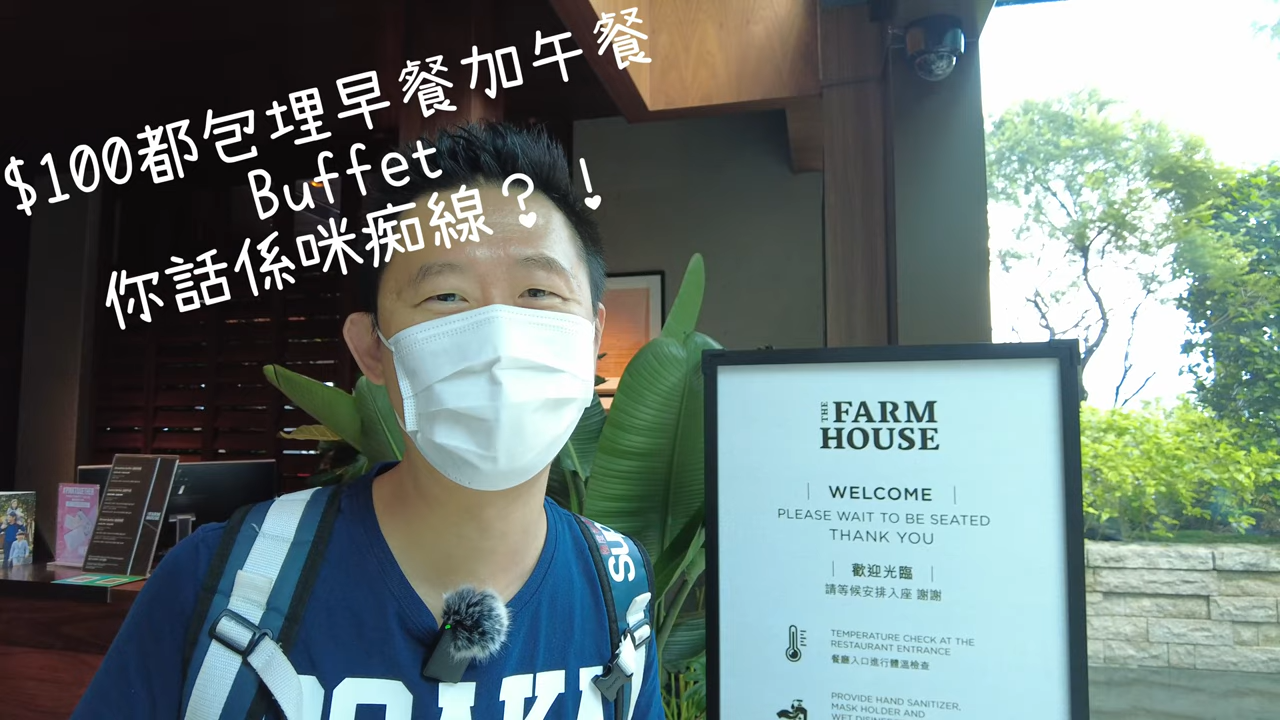 $100都包埋早餐加午餐
Buffet
你話係咪痴線？！
THE FARM
HOUSE
WELCOME
PLEASE WAIT TO BE SEATED
THANK YOU
歡迎光臨
請等候安排入座 謝謝
TEMPERATURE CHECK AT THE
RESTAURANT ENTRANCE
餐廳入口進行體溫檢查
PROVIDE HAND SANITIZER,
MASK HOLDER AND